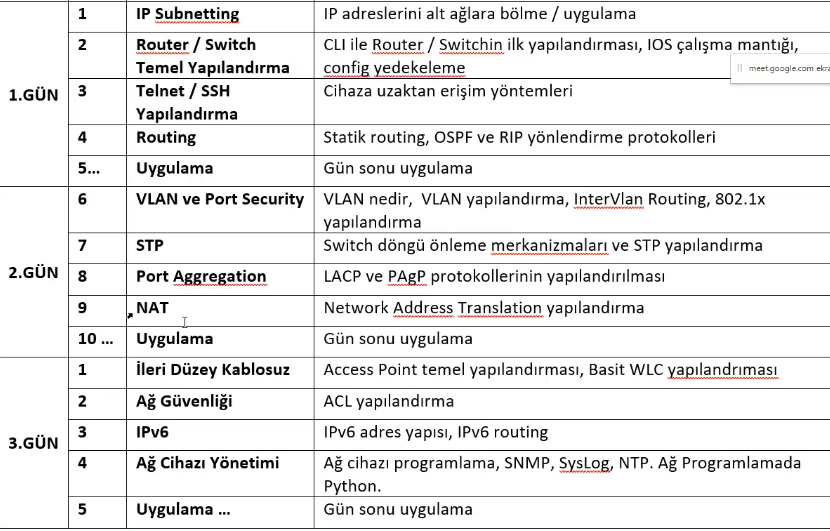 1.GÜN
1 IP Subnetting IP adreslerini alt ağlara bölme / uygulama
2 Router / Switch CLI ile Router / Switchin ilk yapılandırması, IOS çalışma mantığı,
Temel Yapılandırma config yedekeleme
meet.google.com ekra
3 Telnet / SSH Cihaza uzaktan erişim yöntemleri
Yapılandırma
4 Routing Statik routing, OSPF ve RIP yönlendirme protokolleri
5... Uygulama Gün sonu uygulama
2.GÜN
6 VLAN ve Port Security VLAN nedir, VLAN yapılandırma, InterVlan Routing, 802.1x
yapılandırma
7 STP Switch döngü önleme merkanizmaları ve STP yapılandırma
8 Port Aggregation LACP ve PAgP protokollerinin yapılandırılması
9 NAT Network Address Translation yapılandırma
10 ... Uygulama Gün sonu uygulama
3.GÜN
1 İleri Düzey Kablosuz Access Point temel yapılandırması, Basit WLC yapılandrıması
2 Ağ Güvenliği ACL yapılandırma
3 IPv6 IPv6 adres yapısı, IPv6 routing
4 Ağ Cihazı Yönetimi Ağ cihazı programlama, SNMP, SysLog, NTP. Ağ Programlamada
Python.
5 Uygulama ... Gün sonu uygulama